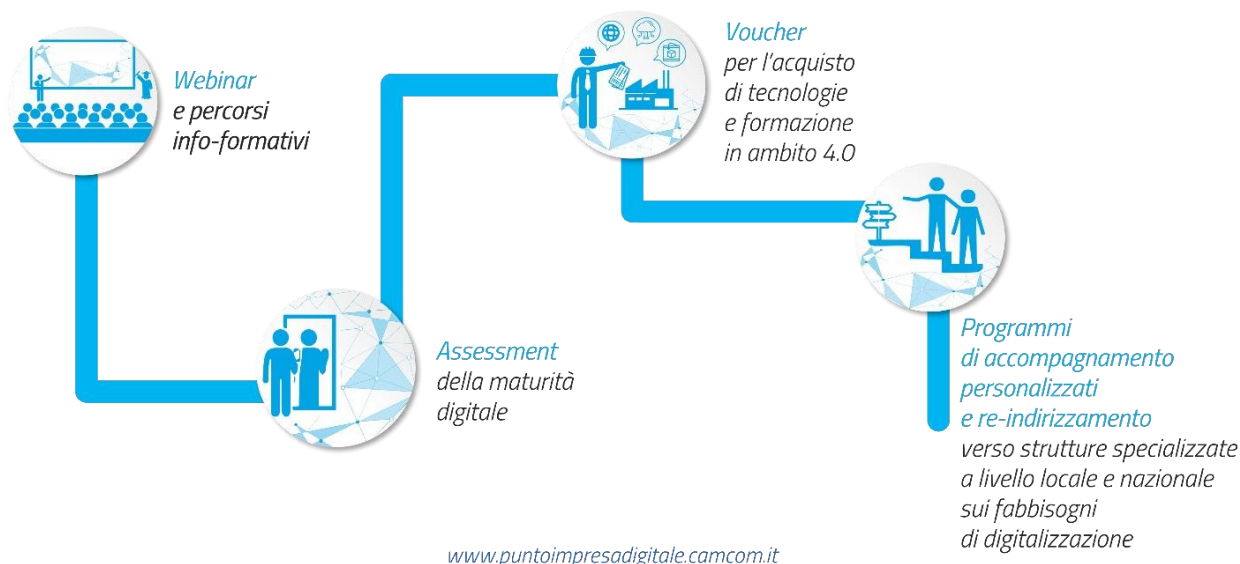 Webinar
e percorsi
info-formativi
Assessment
della maturità
digitale
Voucher
per l'acquisto
di tecnologie
e formazione
in ambito 4.0
Programmi
di accompagnamento
personalizzati
e re-indirizzamento
verso strutture specializzate
a livello locale e nazionale
sui fabbisogni
di digitalizzazione
www.puntoimpresadigitale.camcom.it